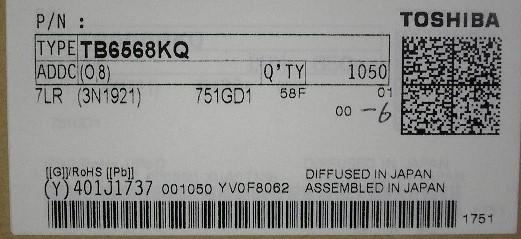 P/N : TOSHIBA
TYPE TB6568KQ
ADDC (O,8) Q'TY 1050
7LR (3N1921) 751GD1 58F 01
00 -6
[[G]]/RoHS [[Pb]] DIFFUSED IN JAPAN
(Y) 401J1737 001050 YV0F8062 ASSEMBLED IN JAPAN
1751